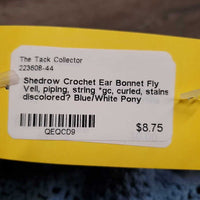 The Tack Collector
223608-44
Shedrow Crochet Ear Bonnet Fly
Veil, piping, string *gc, curled, stains
discolored? Blue/White Pony
QEQCD9
$8.75